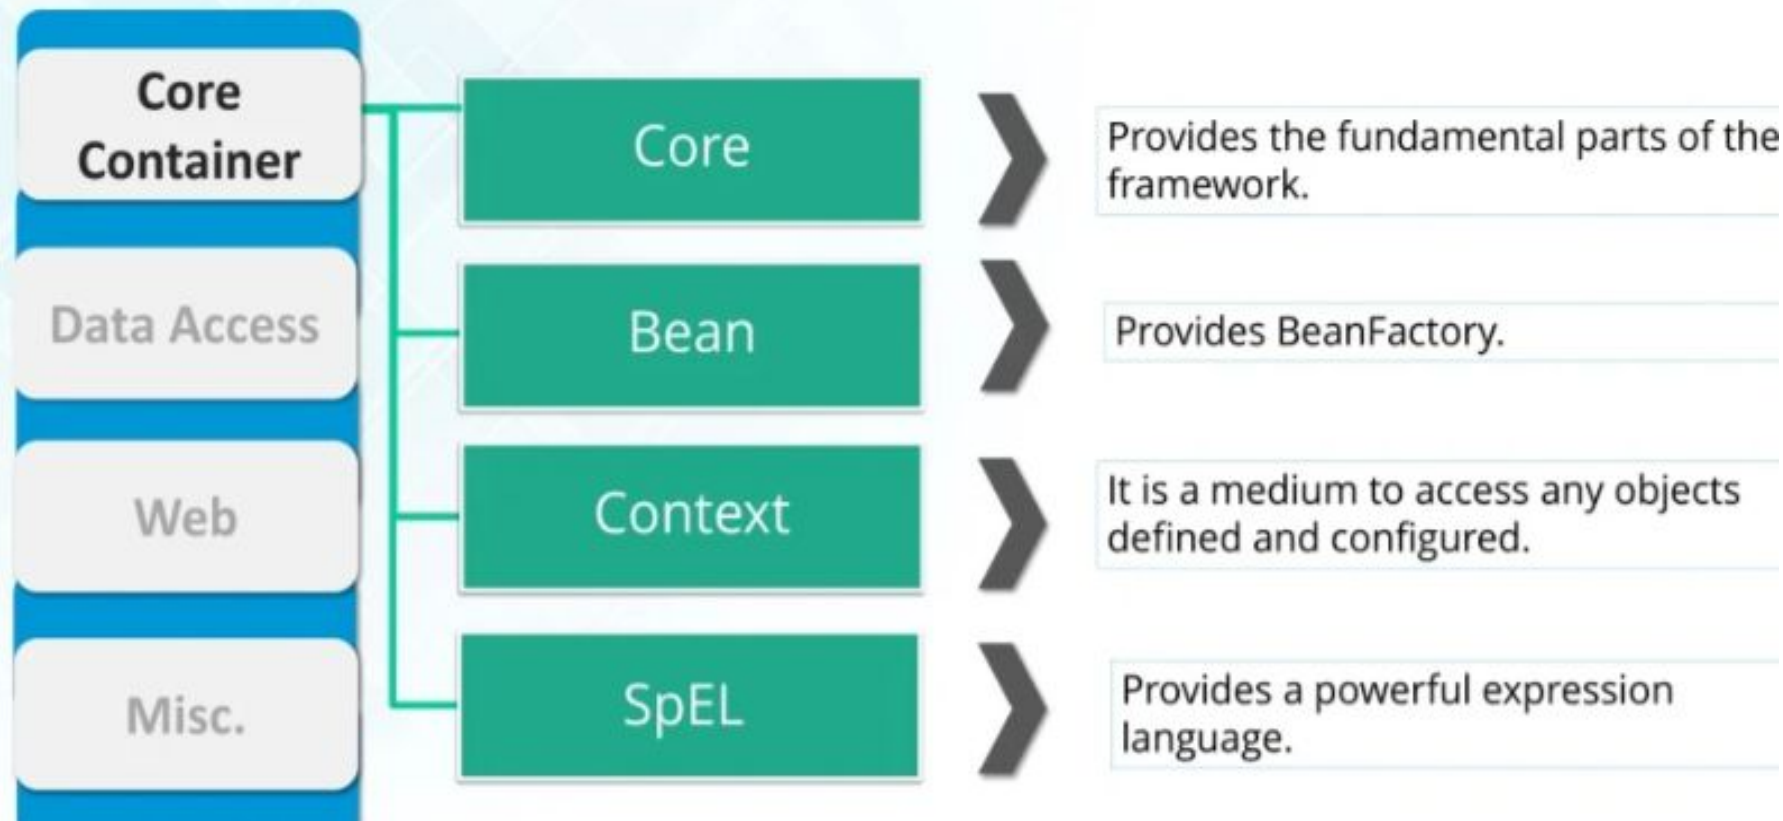 Core
Container
Data Access
Web
Misc.
Core
Provides the fundamental parts of the
framework.
Bean
Provides BeanFactory.
Context
It is a medium to access any objects
defined and configured.
SpEL
Provides a powerful expression
language.